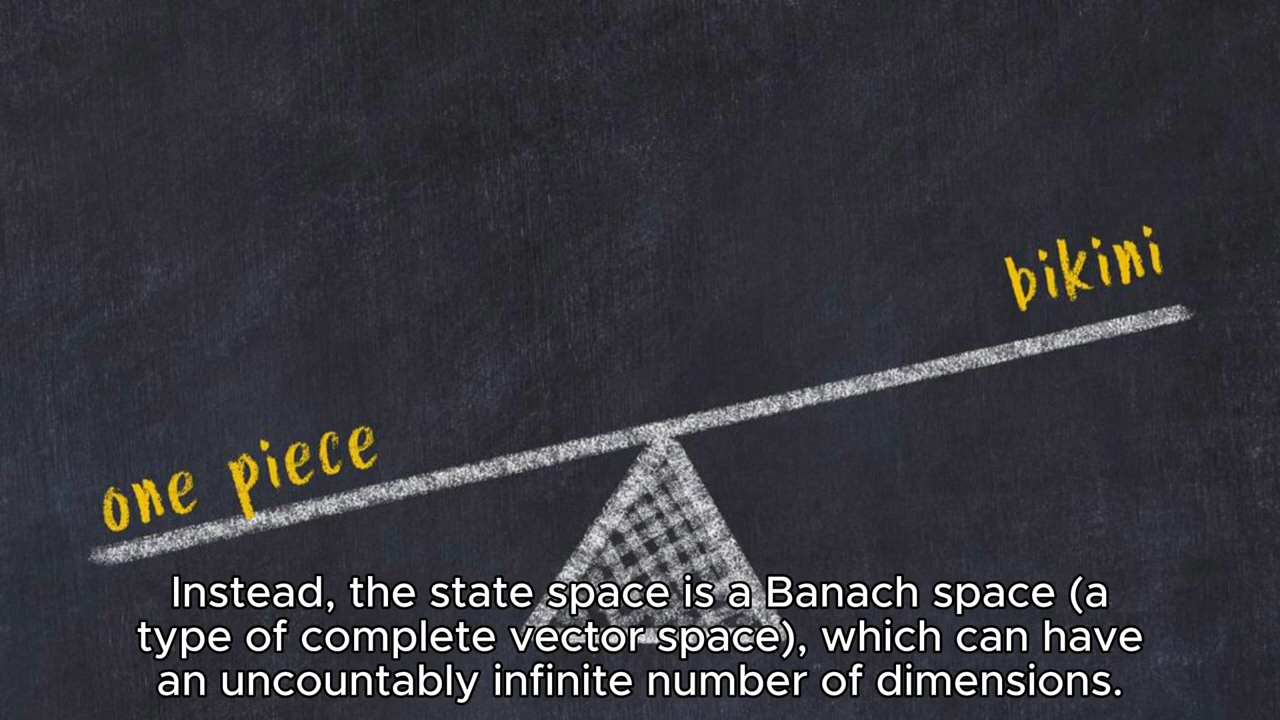 bikini
one piece
Instead, the state space is a Banach space (a
type of complete vector space), which can have
an uncountably infinite number of dimensions.